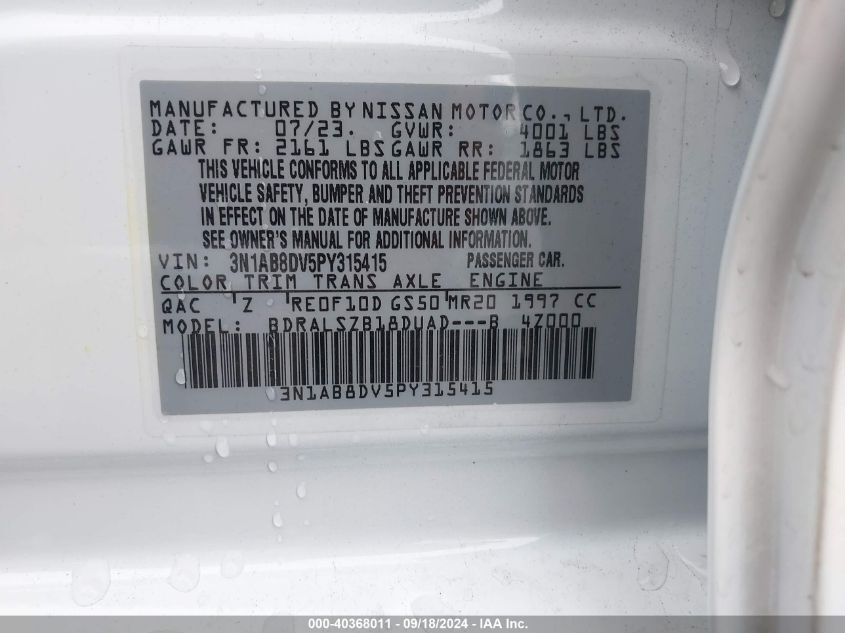 MANUFACTURED BY NISSAN MOTOR CO., LTD.
DATE: 07/23. GVWR: 4001 LBS
GAWR FR: 2161 LBS GAWR RR: 1863 LBS
THIS VEHICLE CONFORMS TO ALL APPLICABLE FEDERAL MOTOR
VEHICLE SAFETY, BUMPER AND THEFT PREVENTION STANDARDS
IN EFFECT ON THE DATE OF MANUFACTURE SHOWN ABOVE.
SEE OWNER'S MANUAL FOR ADDITIONAL INFORMATION.
VIN: 3N1AB8DV5PY315415 PASSENGER CAR.
COLOR TRIM TRANS AXLE ENGINE
QAC Z RE0F10D GS50 MR20 1997 CC
MODEL: BDRALSZB18DUAD---B 4Z000
3N1AB8DV5PY315415
000-40368011 - 09/18/2024 - IAA Inc.